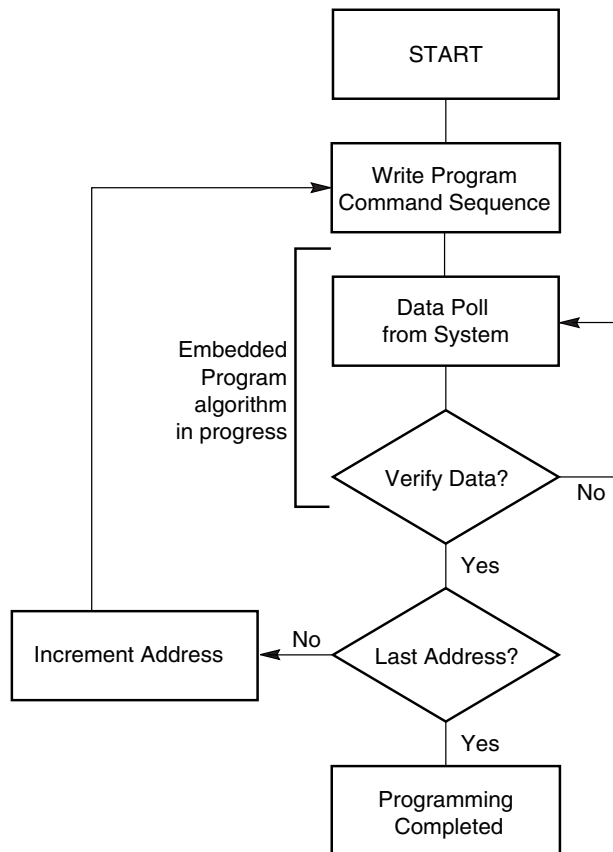 START
Write Program
Command Sequence
Data Poll
from System
Embedded
Program
algorithm
in progress
Verify Data?
No
Yes
Last Address?
No
Increment Address
Yes
Programming
Completed